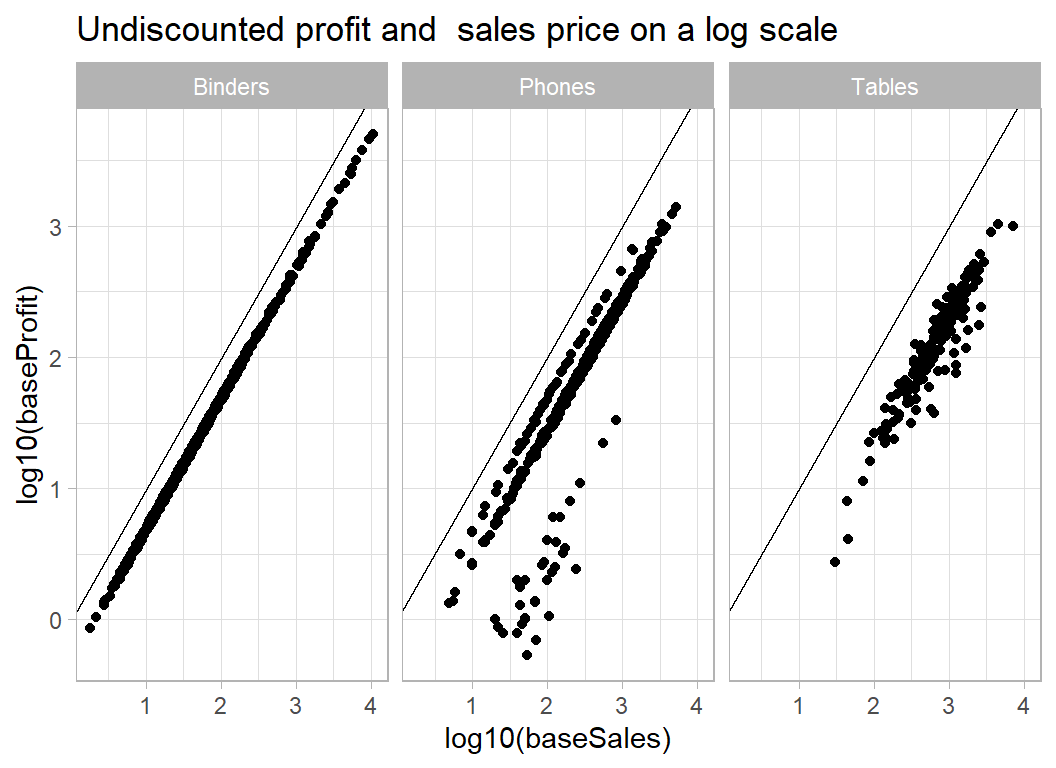 Undiscounted profit and  sales price on a log scale
Binders Phones Tables
log10(baseProfit)
3
2
1
0
1 2 3 4 1 2 3 4 1 2 3 4
log10(baseSales)